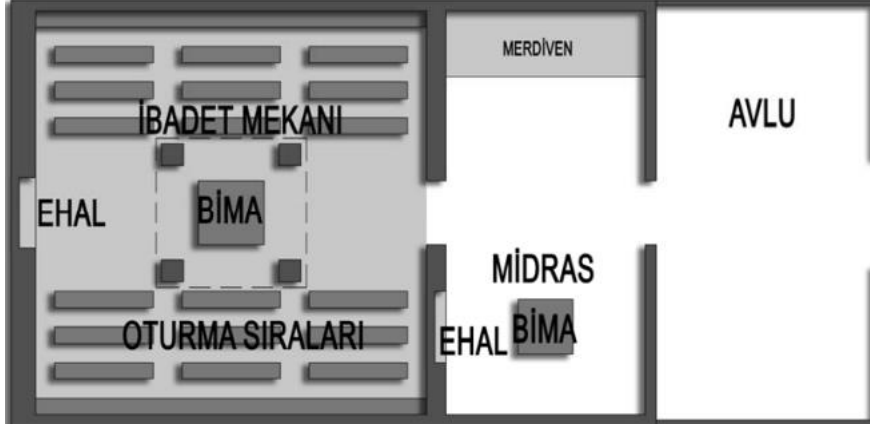 MERDİVEN
İBADET MEKANI
AVLU
EHAL
BİMA
MİDRAS
OTURMA SIRALARI
EHAL
BİMA